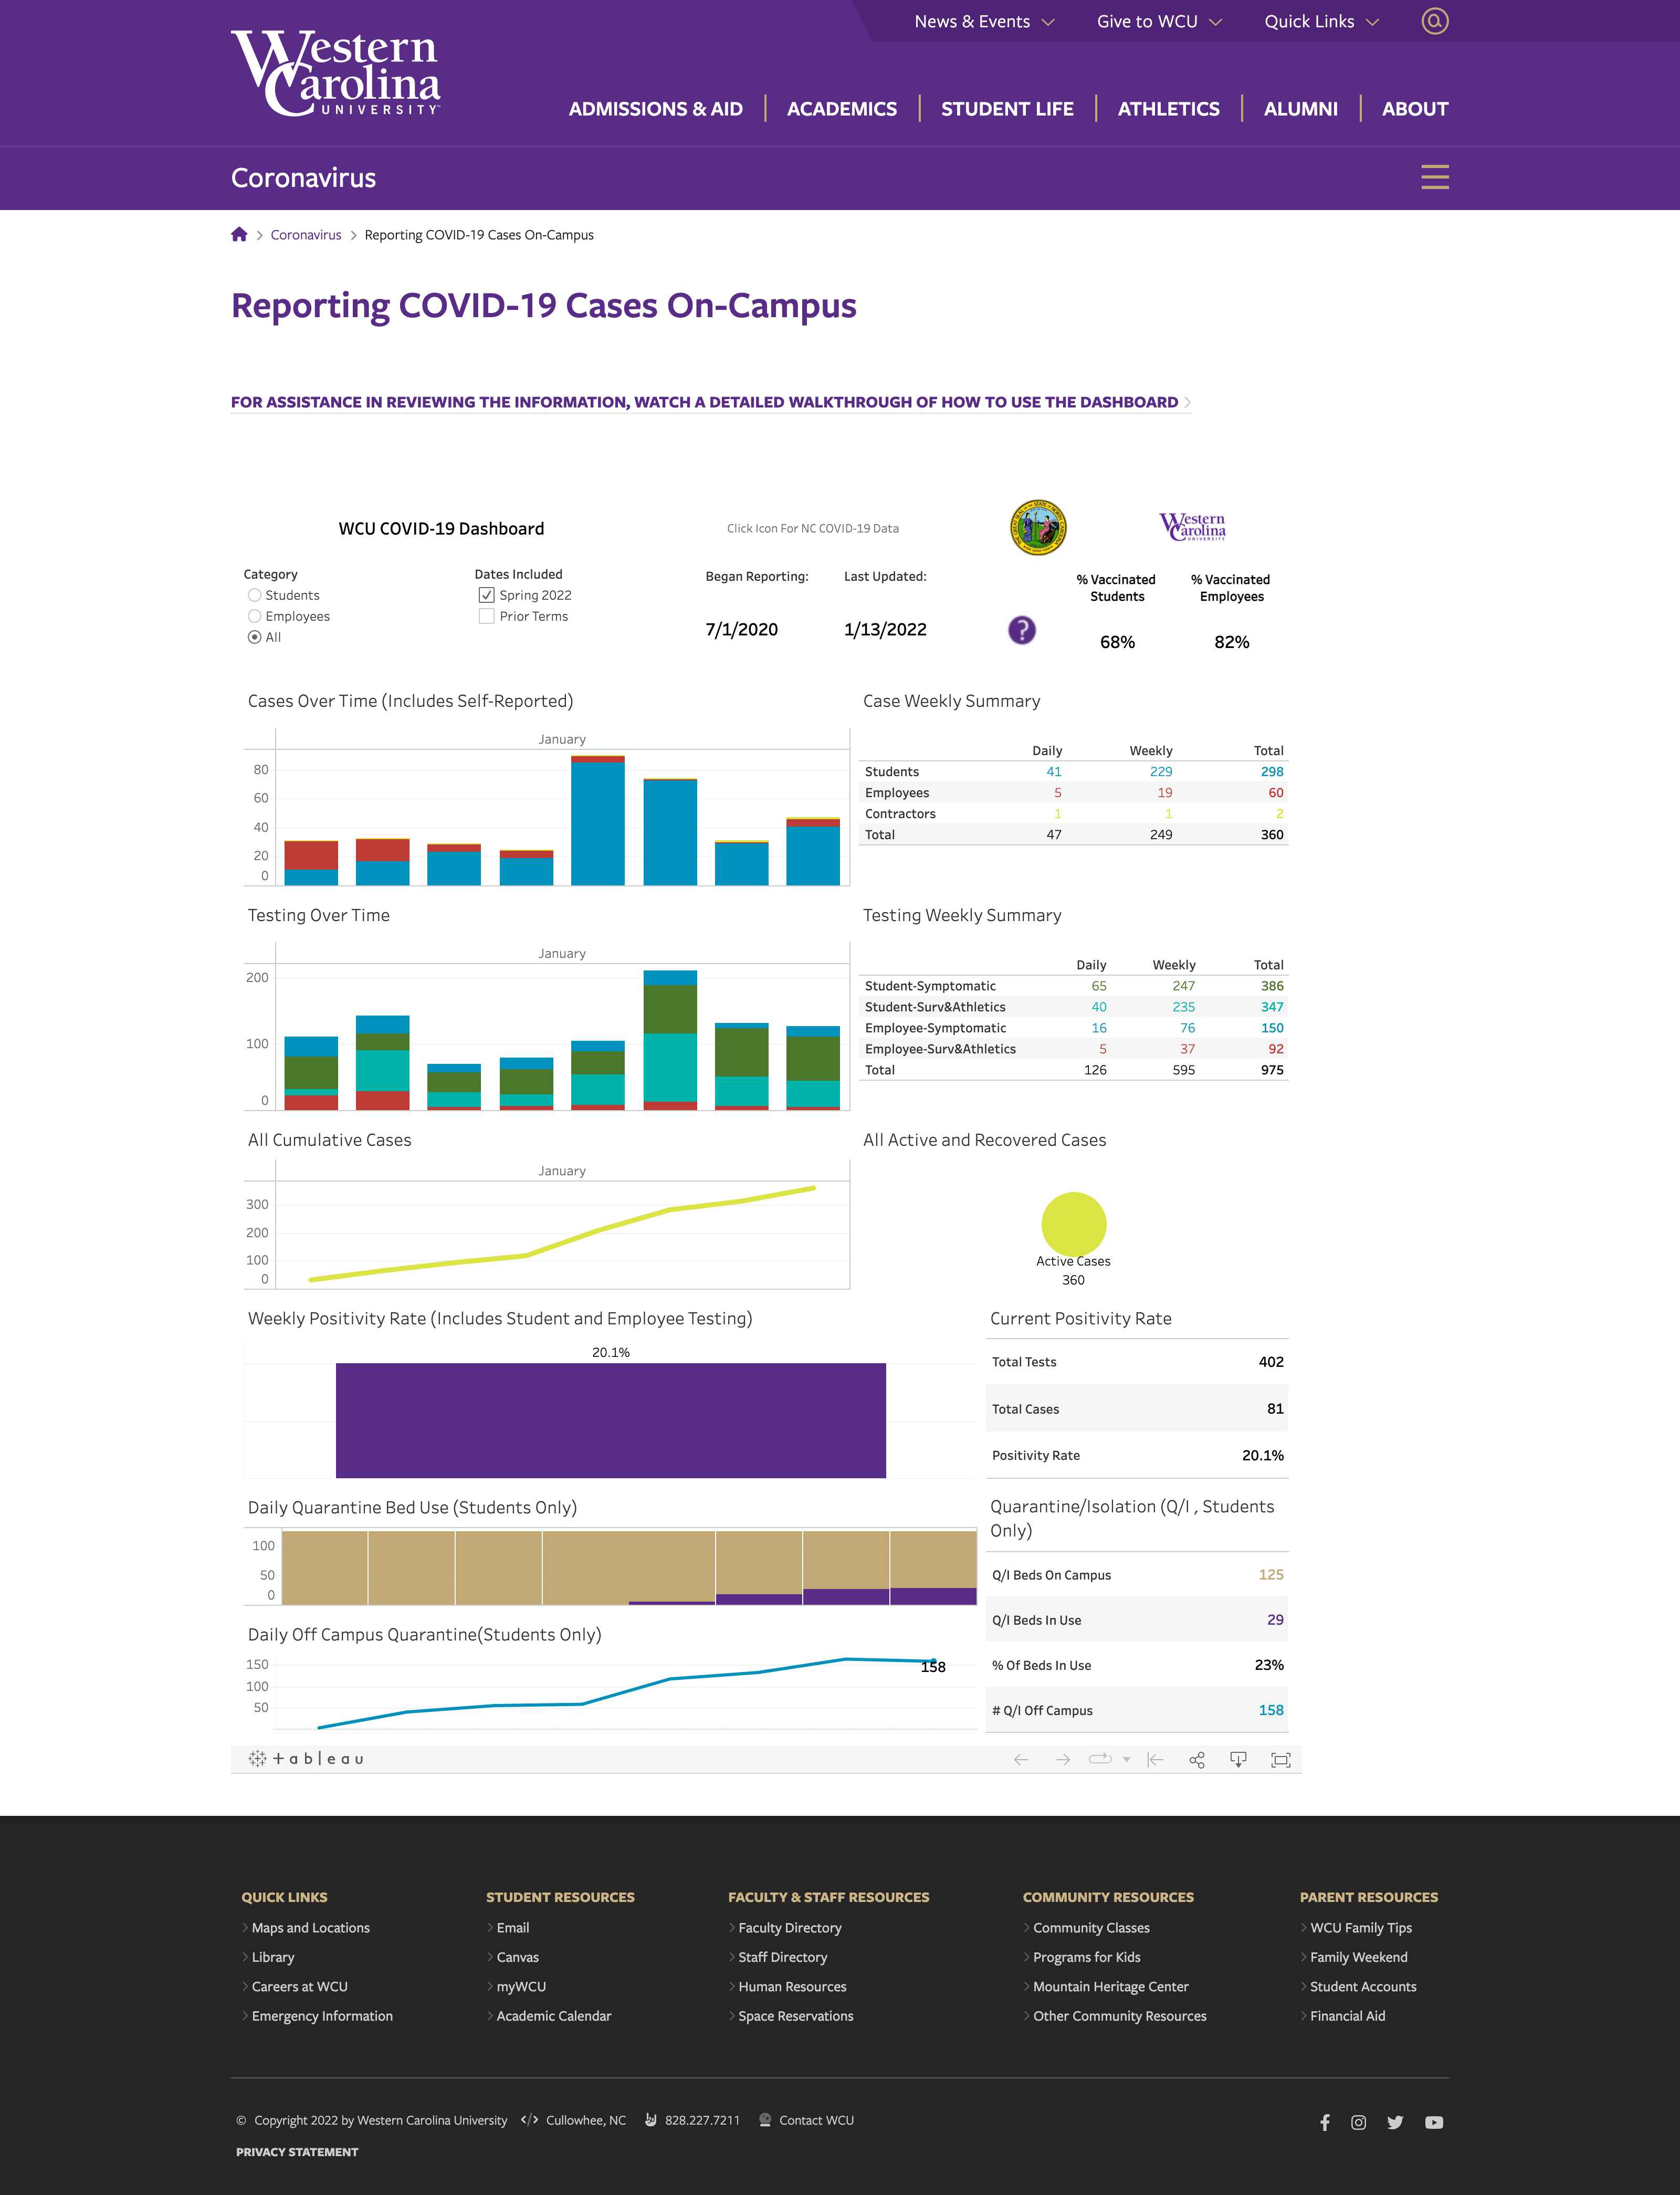 News & Events
Give to WCU
Quick Links
Western
Carolina
UNIVERSITY
ADMISSIONS & AID
ACADEMICS
STUDENT LIFE
ATHLETICS
ALUMNI
ABOUT
Coronavirus
Coronavirus
Reporting COVID-19 Cases On-Campus
Reporting COVID-19 Cases On-Campus
FOR ASSISTANCE IN REVIEWING THE INFORMATION, WATCH A DETAILED WALKTHROUGH OF HOW TO USE THE DASHBOARD
WCU COVID-19 Dashboard
Click Icon For NC COVID-19 Data
Western
Carolina
UNIVERSITY
Category
Students
Employees
All
Dates Included
Spring 2022
Prior Terms
Began Reporting:
7/1/2020
Last Updated:
1/13/2022
?
% Vaccinated
Students
68%
% Vaccinated
Employees
82%
Cases Over Time (Includes Self-Reported)
January
80
60
40
20
0
Case Weekly Summary
Daily Weekly Total
Students 41 229 298
Employees 5 19 60
Contractors 1 1 2
Total 47 249 360
Testing Over Time
January
200
100
0
Testing Weekly Summary
Daily Weekly Total
Student-Symptomatic 65 247 386
Student-Surv&Athletics 40 235 347
Employee-Symptomatic 16 76 150
Employee-Surv&Athletics 5 37 92
Total 126 595 975
All Cumulative Cases
January
300
200
100
0
All Active and Recovered Cases
Active Cases
360
Weekly Positivity Rate (Includes Student and Employee Testing)
20.1%
Current Positivity Rate
Total Tests 402
Total Cases 81
Positivity Rate 20.1%
Daily Quarantine Bed Use (Students Only)
100
50
0
Quarantine/Isolation (Q/I , Students
Only)
Q/I Beds On Campus 125
Q/I Beds In Use 29
% Of Beds In Use 23%
# Q/I Off Campus 158
Daily Off Campus Quarantine(Students Only)
150
100
50
158
+ableau
QUICK LINKS
Maps and Locations
Library
Careers at WCU
Emergency Information
STUDENT RESOURCES
Email
Canvas
myWCU
Academic Calendar
FACULTY & STAFF RESOURCES
Faculty Directory
Staff Directory
Human Resources
Space Reservations
COMMUNITY RESOURCES
Community Classes
Programs for Kids
Mountain Heritage Center
Other Community Resources
PARENT RESOURCES
WCU Family Tips
Family Weekend
Student Accounts
Financial Aid
© Copyright 2022 by Western Carolina University
Cullowhee, NC
828.227.7211
Contact WCU
PRIVACY STATEMENT